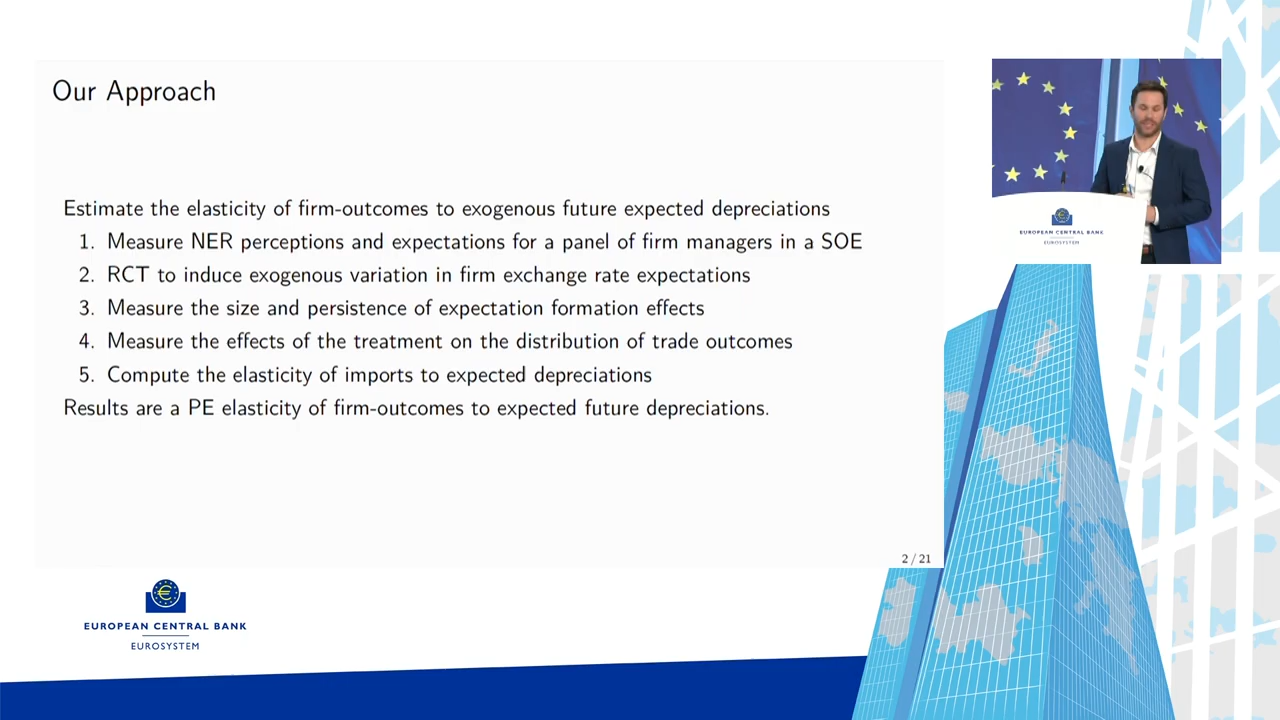 Our Approach
Estimate the elasticity of firm-outcomes to exogenous future expected depreciations
1. Measure NER perceptions and expectations for a panel of firm managers in a SOE
2. RCT to induce exogenous variation in firm exchange rate expectations
3. Measure the size and persistence of expectation formation effects
4. Measure the effects of the treatment on the distribution of trade outcomes
5. Compute the elasticity of imports to expected depreciations
Results are a PE elasticity of firm-outcomes to expected future depreciations.
2 / 21
EUROPEAN CENTRAL BANK
EUROSYSTEM
EUROPEAN CENTRAL BANK
EUROSYSTEM